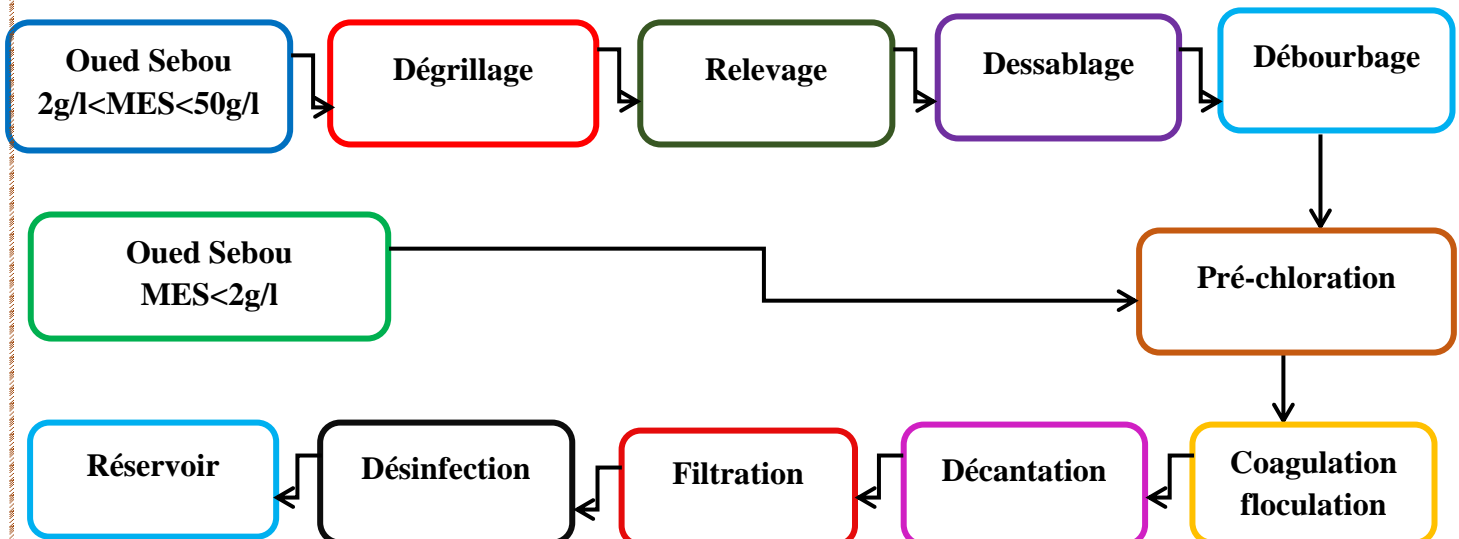 Oued Sebou
2g/l<MES<50g/l
Dégrillage
Relevage
Dessablage
Débourbage
Oued Sebou
MES<2g/l
Pré-chloration
Réservoir
Désinfection
Filtration
Décantation
Coagulation
floculation